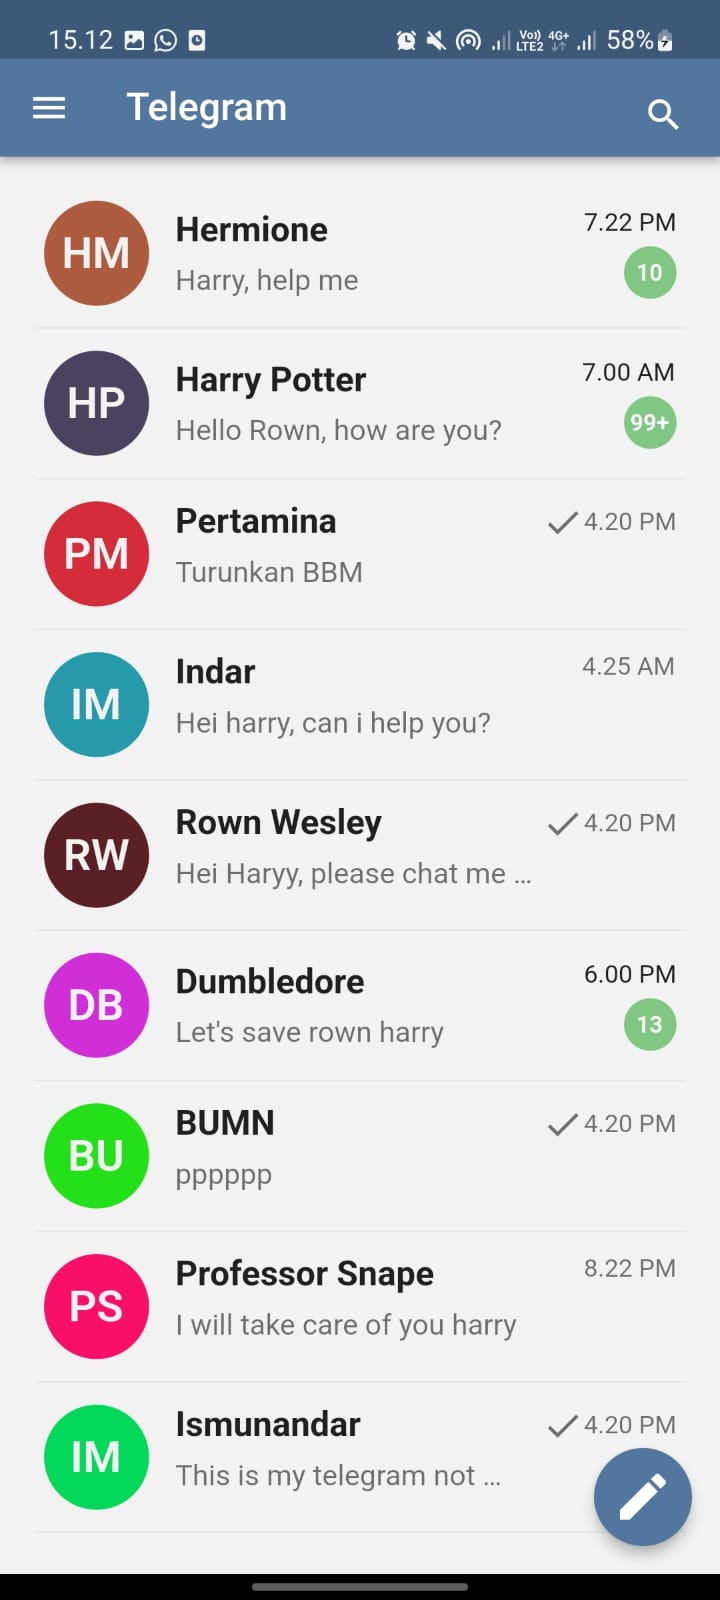 15.12 Vo)) LTE2 4G+ 58%
Telegram
HM Hermione 7.22 PM
Harry, help me 10
HP Harry Potter 7.00 AM
Hello Rown, how are you? 99+
PM Pertamina 4.20 PM
Turunkan BBM
IM Indar 4.25 AM
Hei harry, can i help you?
RW Rown Wesley 4.20 PM
Hei Haryy, please chat me ...
DB Dumbledore 6.00 PM
Let's save rown harry 13
BU BUMN 4.20 PM
pppppp
PS Professor Snape 8.22 PM
I will take care of you harry
IM Ismunandar 4.20 PM
This is my telegram not ...